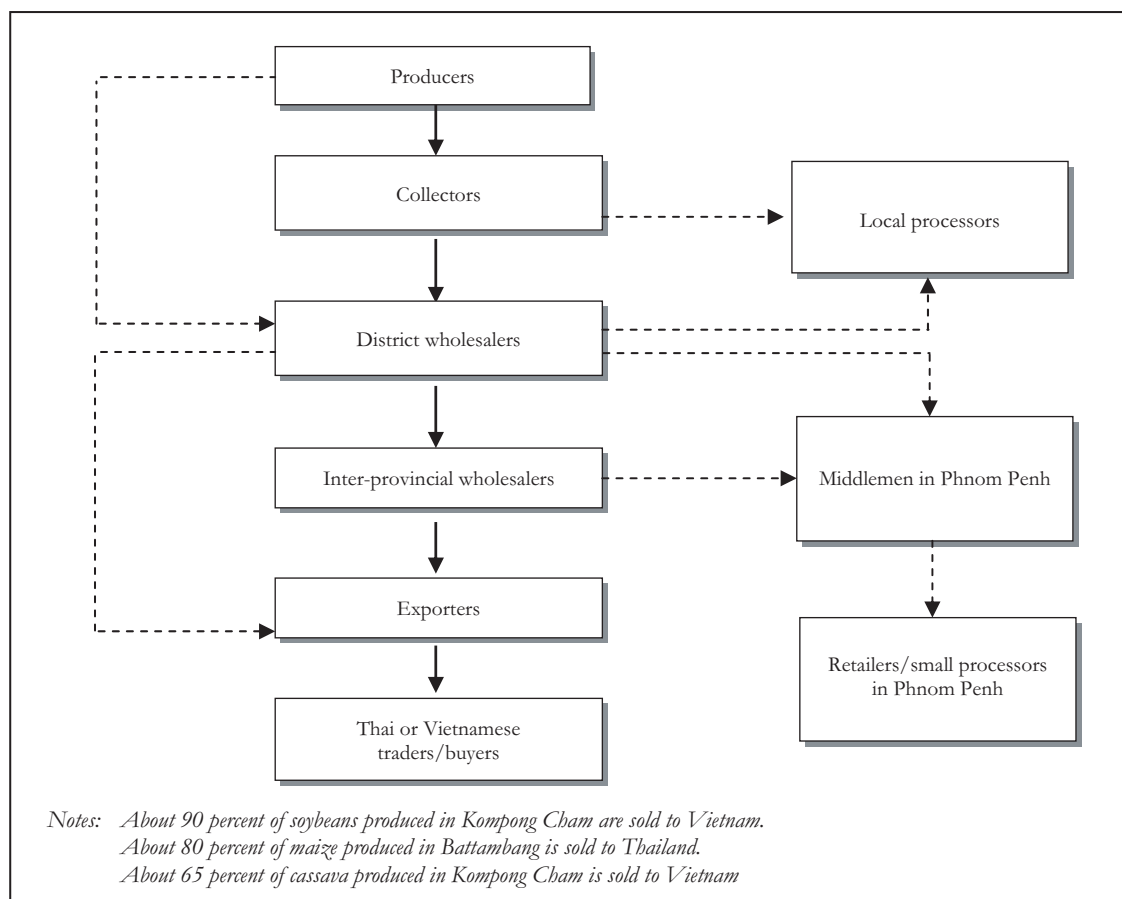 Producers
Collectors
Local processors
District wholesalers
Inter-provincial wholesalers
Middlemen in Phnom Penh
Exporters
Retailers/small processors
in Phnom Penh
Thai or Vietnamese
traders/buyers
Notes: About 90 percent of soybeans produced in Kompong Cham are sold to Vietnam.
About 80 percent of maize produced in Battambang is sold to Thailand.
About 65 percent of cassava produced in Kompong Cham is sold to Vietnam